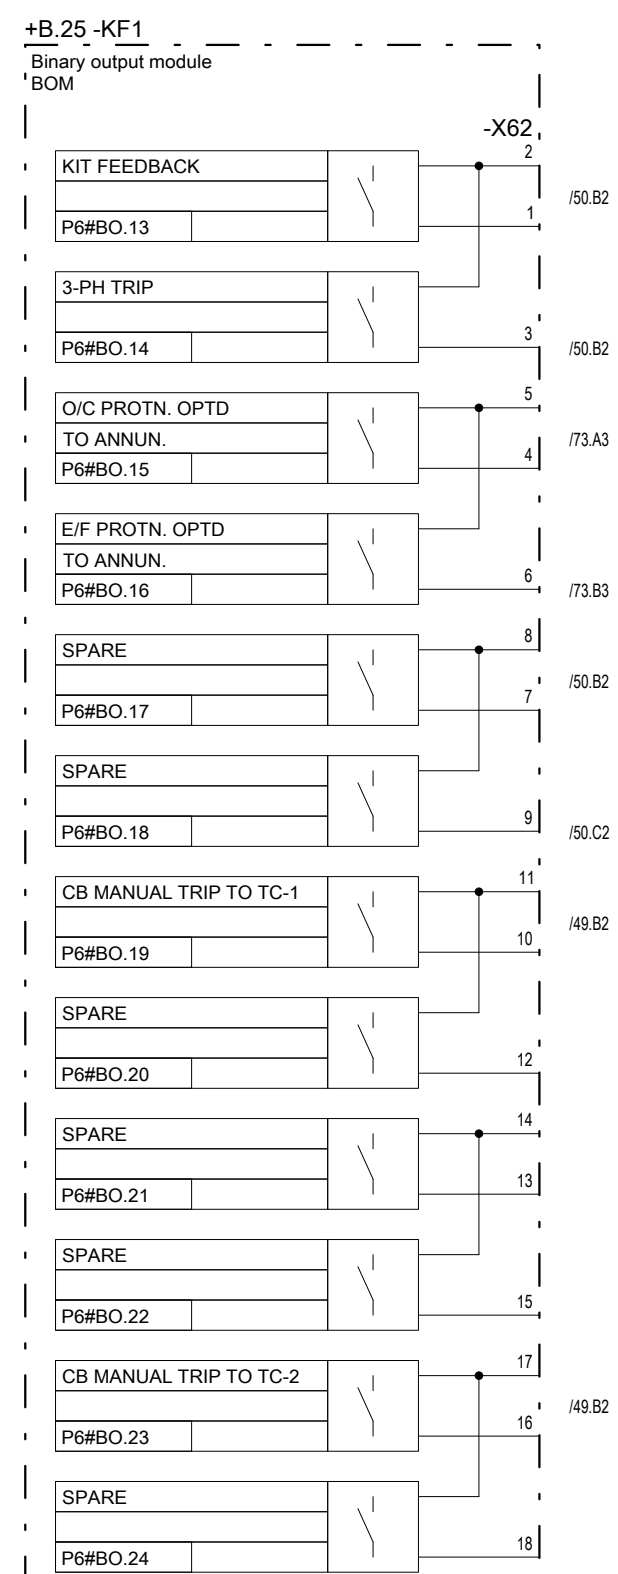 +B.25 -KF1
Binary output module
BOM
-X62
KIT FEEDBACK
2
/50.B2
P6#BO.13
1
3-PH TRIP
P6#BO.14
3
/50.B2
O/C PROTN. OPTD
5
TO ANNUN.
/73.A3
P6#BO.15
4
E/F PROTN. OPTD
TO ANNUN.
P6#BO.16
6
/73.B3
SPARE
8
/50.B2
P6#BO.17
7
SPARE
P6#BO.18
9
/50.C2
CB MANUAL TRIP TO TC-1
11
/49.B2
P6#BO.19
10
SPARE
P6#BO.20
12
SPARE
14
P6#BO.21
13
SPARE
P6#BO.22
15
CB MANUAL TRIP TO TC-2
17
/49.B2
P6#BO.23
16
SPARE
P6#BO.24
18